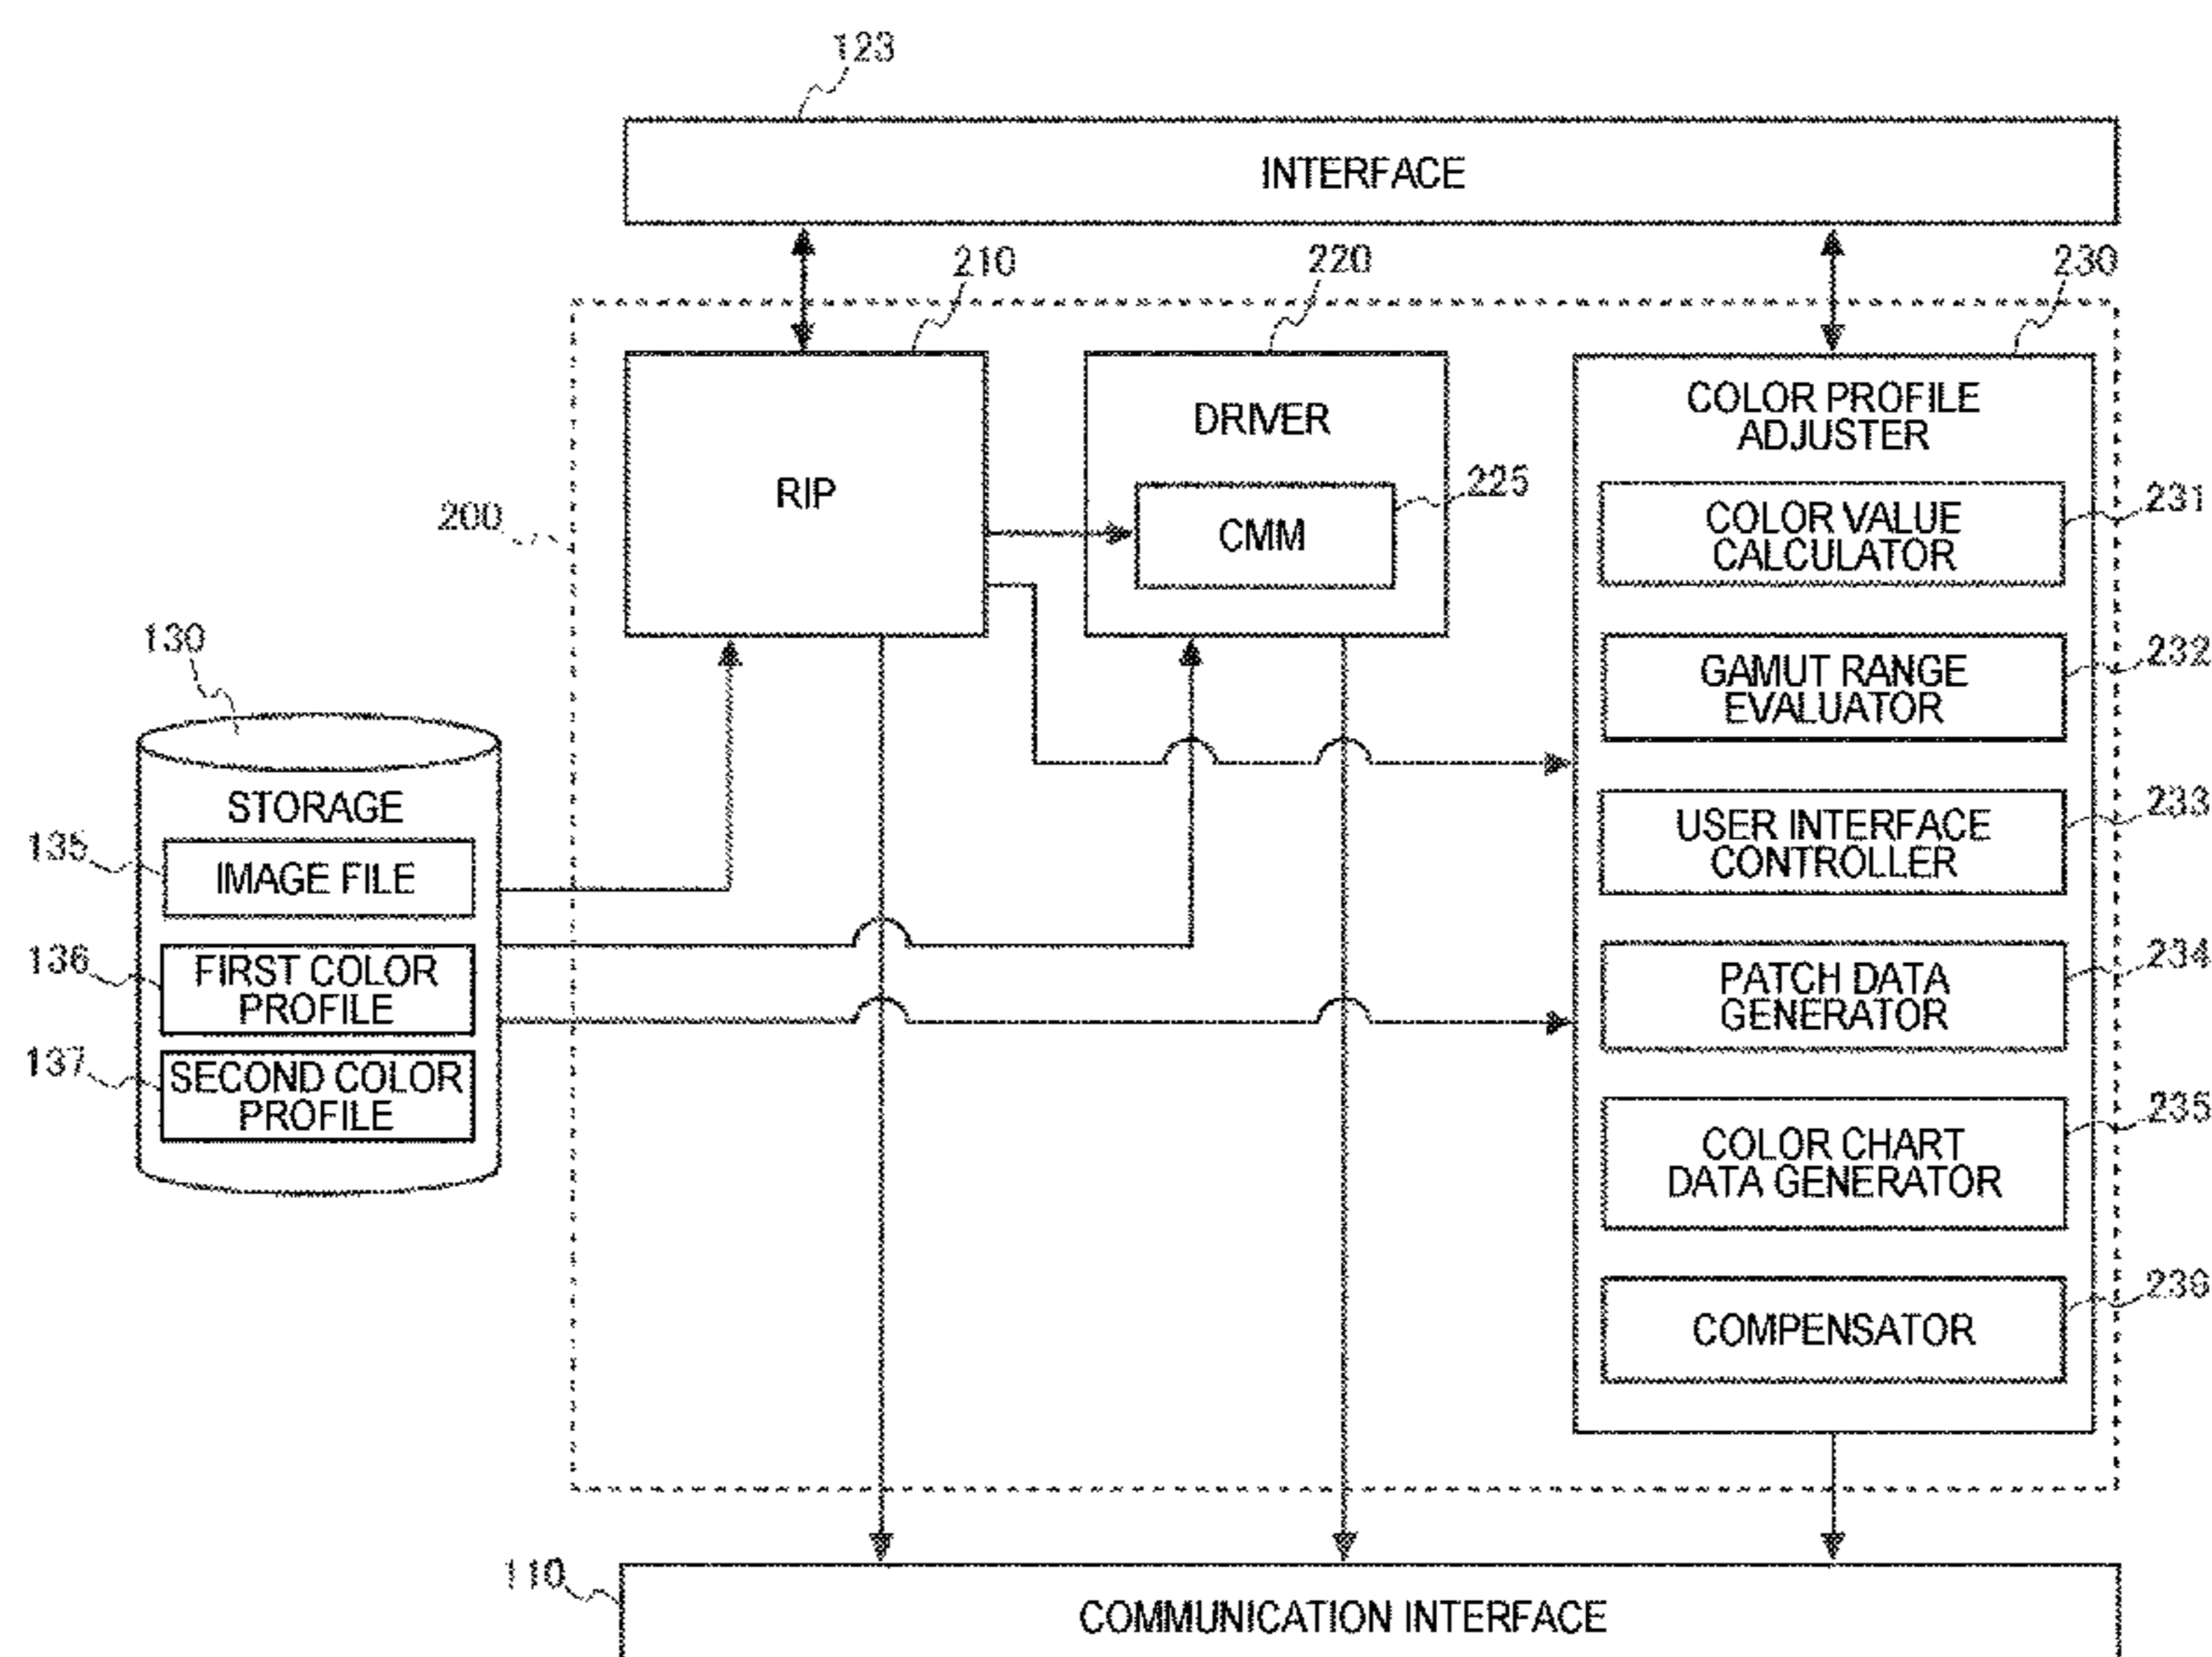 123
INTERFACE
210
220
230
RIP
DRIVER
225
CMM
200
COLOR PROFILE
ADJUSTER
231
COLOR VALUE
CALCULATOR
232
GAMUT RANGE
EVALUATOR
233
USER INTERFACE
CONTROLLER
234
PATCH DATA
GENERATOR
235
COLOR CHART
DATA GENERATOR
236
COMPENSATOR
130
STORAGE
135
IMAGE FILE
136
FIRST COLOR
PROFILE
137
SECOND COLOR
PROFILE
110
COMMUNICATION INTERFACE